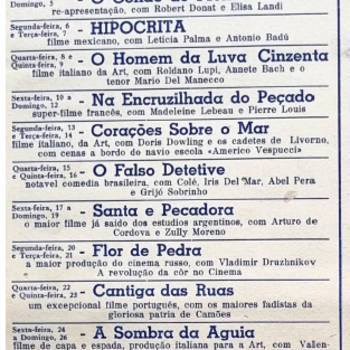 Domingo, 5
re-apresentação, com Robert Donat e Elisa Landi
Segunda-feira, 6
e Terça-feira, 7 - HIPOCRITA
filme mexicano, com Leticia Palma e Antonio Badú
Quarta-feira, 8 e
Quinta-feira, 9 - O Homem da Luva Cinzenta
filme italiano da Art, com Roldano Lupi, Annete Bach e o
tenor Mario Del Manecco
Sexta-feira, 10 a
Domingo, 12 - Na Encruzilhada do Peçado
super-filme francês, com Madeleine Lebeau e Pierre Louis
Segunda-feira, 13
e Terça-feira, 14 - Corações Sobre o Mar
filme italiano, da Art, com Doris Dowling e os cadetes de Livorno,
com cenas a bordo do navio escola «Americo Vespucci»
Quarta-feira, 15
e Quinta-feira, 16 - O Falso Detetive
notavel comedia brasileira, com Colé, Iris Del Mar, Abel Pera
e Grijó Sobrinho
Sexta-feira, 17 a
Domingo, 19 - Santa e Pecadora
o maior filme já saido dos estudios argentinos, com Arturo de
Cordova e Zully Moreno
Segunda-feira, 20
e Terça-feira, 21 - Flor de Pedra
a maior produção do cinema russo, com Vladimir Druzhnikov
A revolução da côr no Cinema
Quarta-feira, 22
e Quinta-feira, 23 - Cantiga das Ruas
um excepcional filme português, com os maiores fadistas da
gloriosa patria de Camões
Sexta-feira, 24
a Domingo, 26 - A Sombra da Aguia
filme de capa e espada, produção italiana para a Art, com Valen-